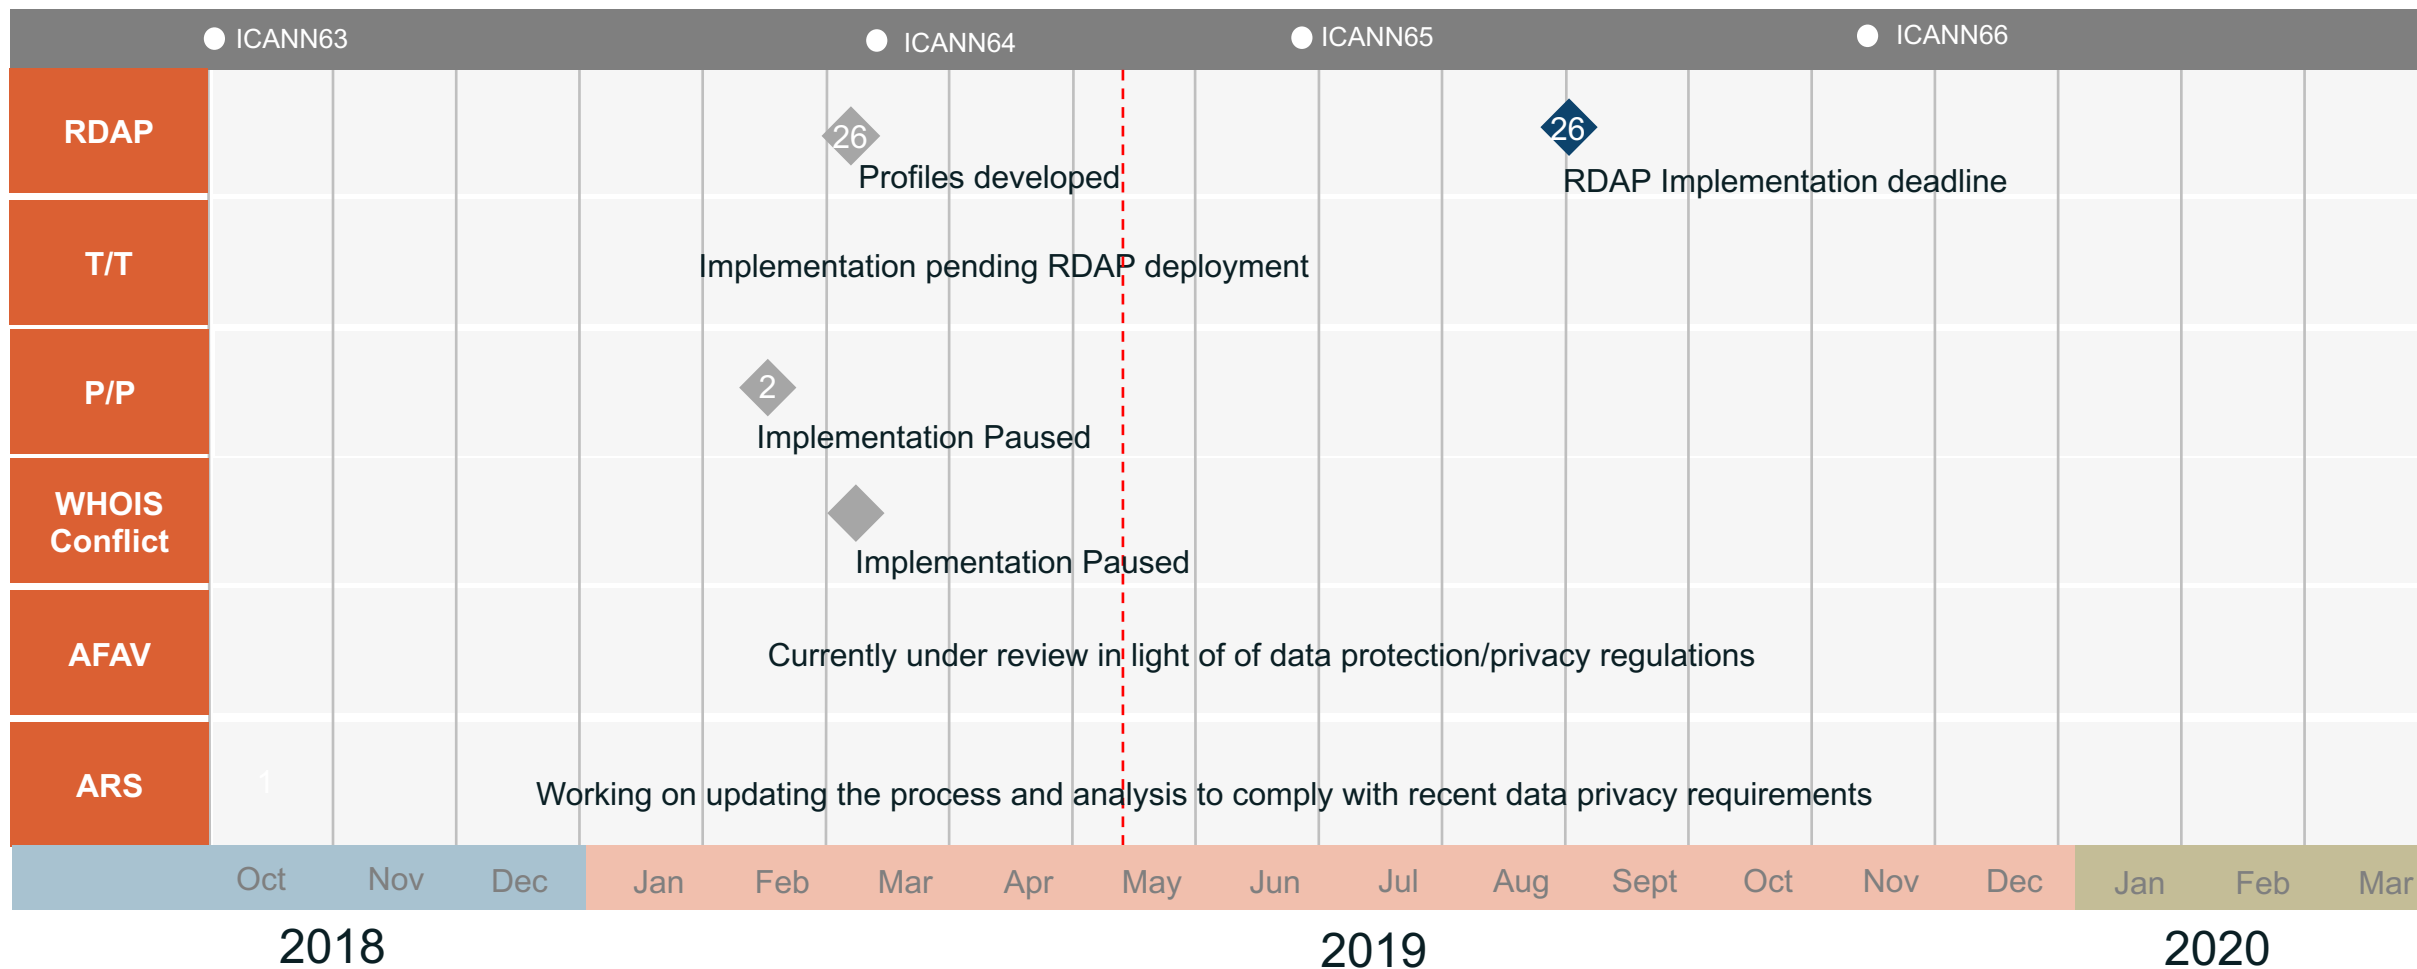 ICANN63
ICANN64
ICANN65
ICANN66
RDAP
26
Profiles developed
26
RDAP Implementation deadline
T/T
Implementation pending RDAP deployment
P/P
2
Implementation Paused
WHOIS
Conflict
Implementation Paused
AFAV
Currently under review in light of of data protection/privacy regulations
ARS
1
Working on updating the process and analysis to comply with recent data privacy requirements
Oct Nov Dec Jan Feb Mar Apr May Jun Jul Aug Sept Oct Nov Dec Jan Feb Mar
2018 2019 2020